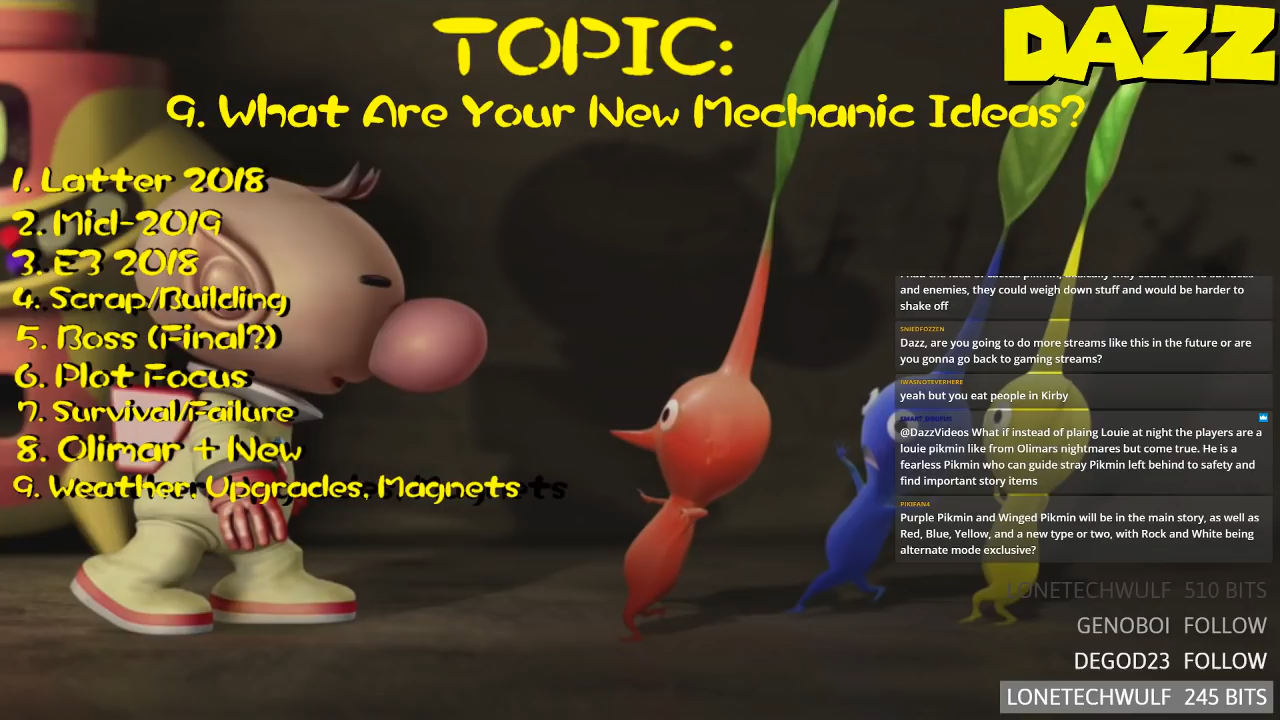 TOPIC:
DAZZ
9. What Are Your New Mechanic Ideas?
1. Latter 2018
2. Mid-2019
3. E3 2018
4. Scrap/Building
5. Boss (Final?)
6. Plot Focus
7. Survival/Failure
8. Olimar + New
9. Weather, Upgrades, Magnets
and enemies, they could weigh down stuff and would be harder to
shake off
SNIEDFOZZEN
Dazz, are you going to do more streams like this in the future or are
you gonna go back to gaming streams?
IWASNOTEVERHERE
yeah but you eat people in Kirby
@DazzVideos What if instead of plaing Louie at night the players are a
louie pikmin like from Olimars nightmares but come true. He is a
fearless Pikmin who can guide stray Pikmin left behind to safety and
find important story items
PIKIFAN4
Purple Pikmin and Winged Pikmin will be in the main story, as well as
Red, Blue, Yellow, and a new type or two, with Rock and White being
alternate mode exclusive?
LONETECHWULF 510 BITS
GENOBOI FOLLOW
DEGOD23 FOLLOW
LONETECHWULF 245 BITS